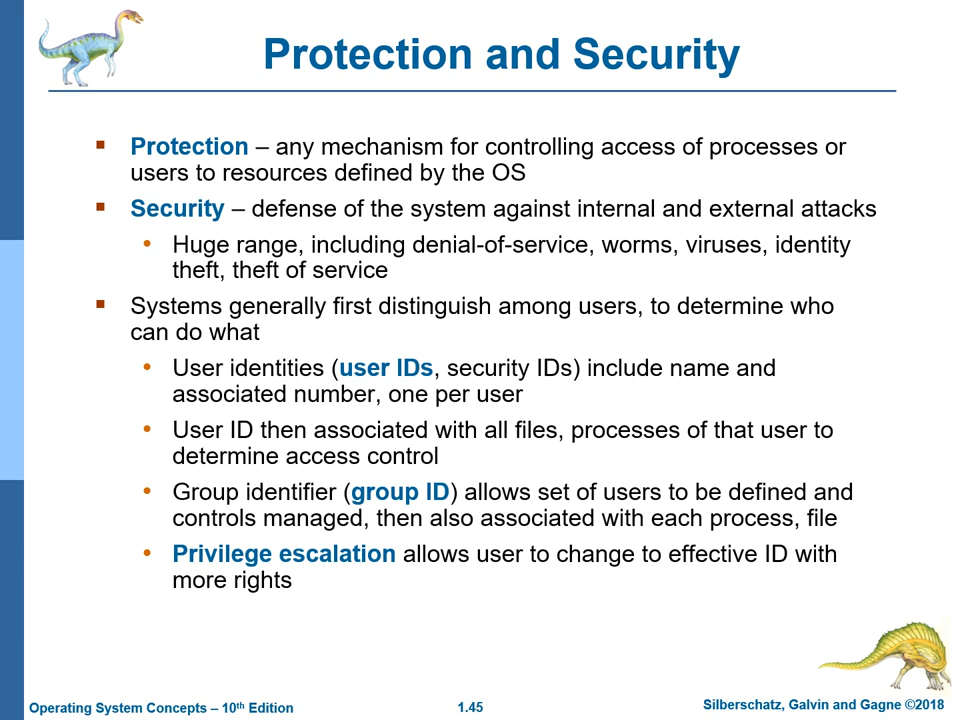 Protection and Security
▪ Protection – any mechanism for controlling access of processes or
users to resources defined by the OS
▪ Security – defense of the system against internal and external attacks
• Huge range, including denial-of-service, worms, viruses, identity
theft, theft of service
▪ Systems generally first distinguish among users, to determine who
can do what
• User identities (user IDs, security IDs) include name and
associated number, one per user
• User ID then associated with all files, processes of that user to
determine access control
• Group identifier (group ID) allows set of users to be defined and
controls managed, then also associated with each process, file
• Privilege escalation allows user to change to effective ID with
more rights
Operating System Concepts – 10th Edition
1.45
Silberschatz, Galvin and Gagne ©2018